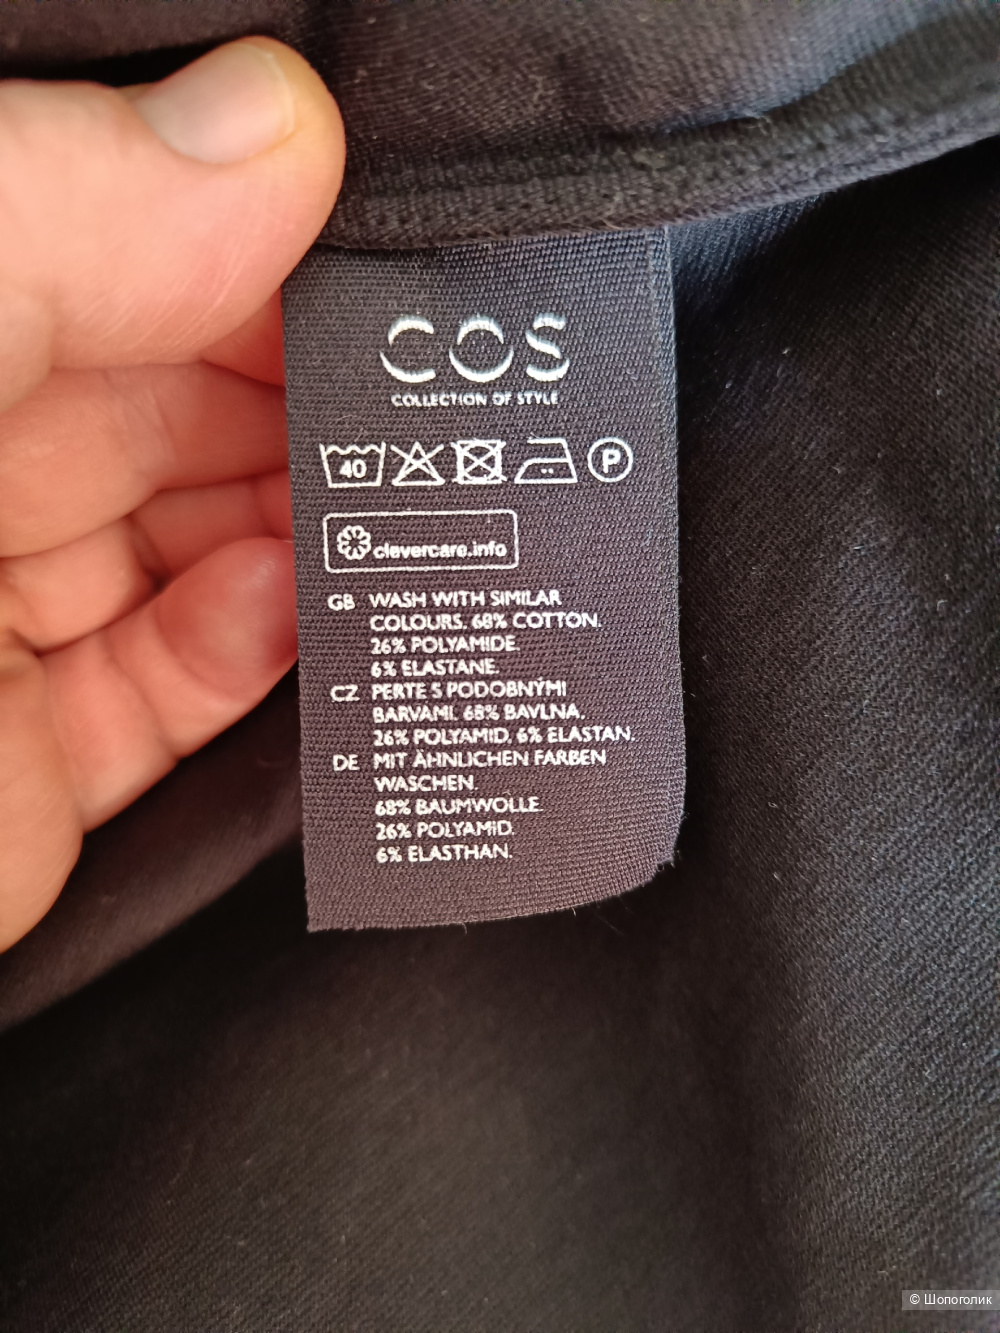 COS
COLLECTION OF STYLE
40
P
clevercare.info
GB WASH WITH SIMILAR
COLOURS. 68% COTTON.
26% POLYAMIDE.
6% ELASTANE.
CZ PERTE S PODOBNÝMI
BARVAMI. 68% BAVLNA.
26% POLYAMID. 6% ELASTAN.
DE MIT ÄHNLICHEN FARBEN
WASCHEN.
68% BAUMWOLLE
26% POLYAMID.
6% ELASTHAN.
© Шопоголик